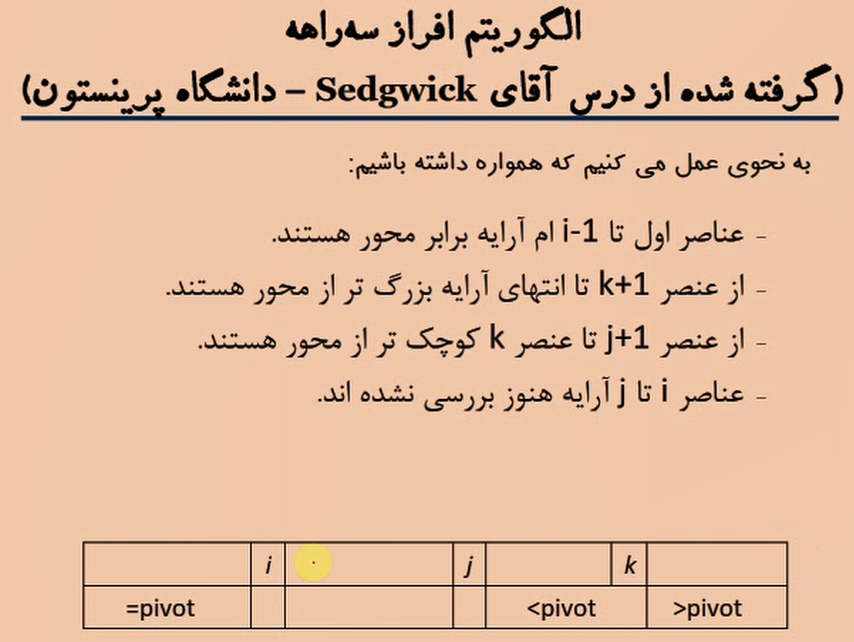 الگوریتم افراز سه‌راهه
(گرفته شده از درس آقای Sedgwick – دانشگاه پرینستون)
به نحوی عمل می کنیم که همواره داشته باشیم:
- عناصر اول تا i-1 ام آرایه برابر محور هستند.
- از عنصر k+1 تا انتهای آرایه بزرگ تر از محور هستند.
- از عنصر j+1 تا عنصر k کوچک تر از محور هستند.
- عناصر i تا j آرایه هنوز بررسی نشده اند.
i j k
=pivot <pivot >pivot